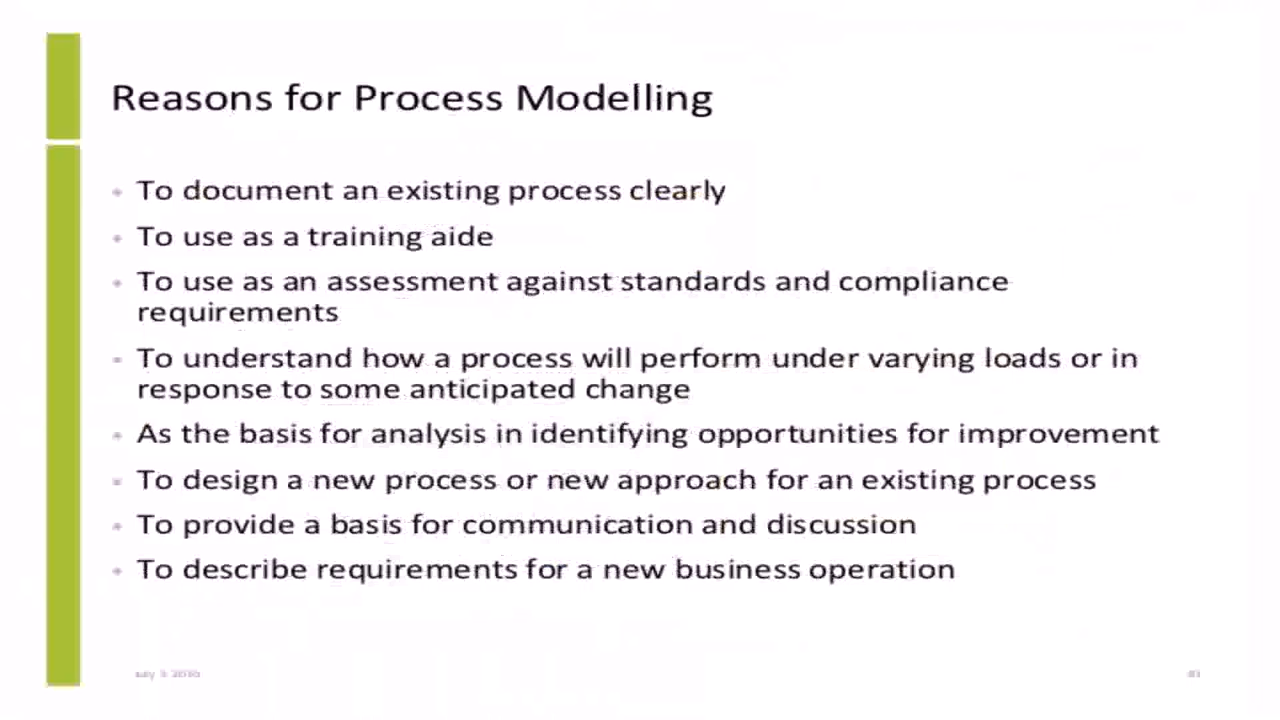 Reasons for Process Modelling
To document an existing process clearly
To use as a training aide
To use as an assessment against standards and compliance
requirements
To understand how a process will perform under varying loads or in
response to some anticipated change
As the basis for analysis in identifying opportunities for improvement
To design a new process or new approach for an existing process
To provide a basis for communication and discussion
To describe requirements for a new business operation